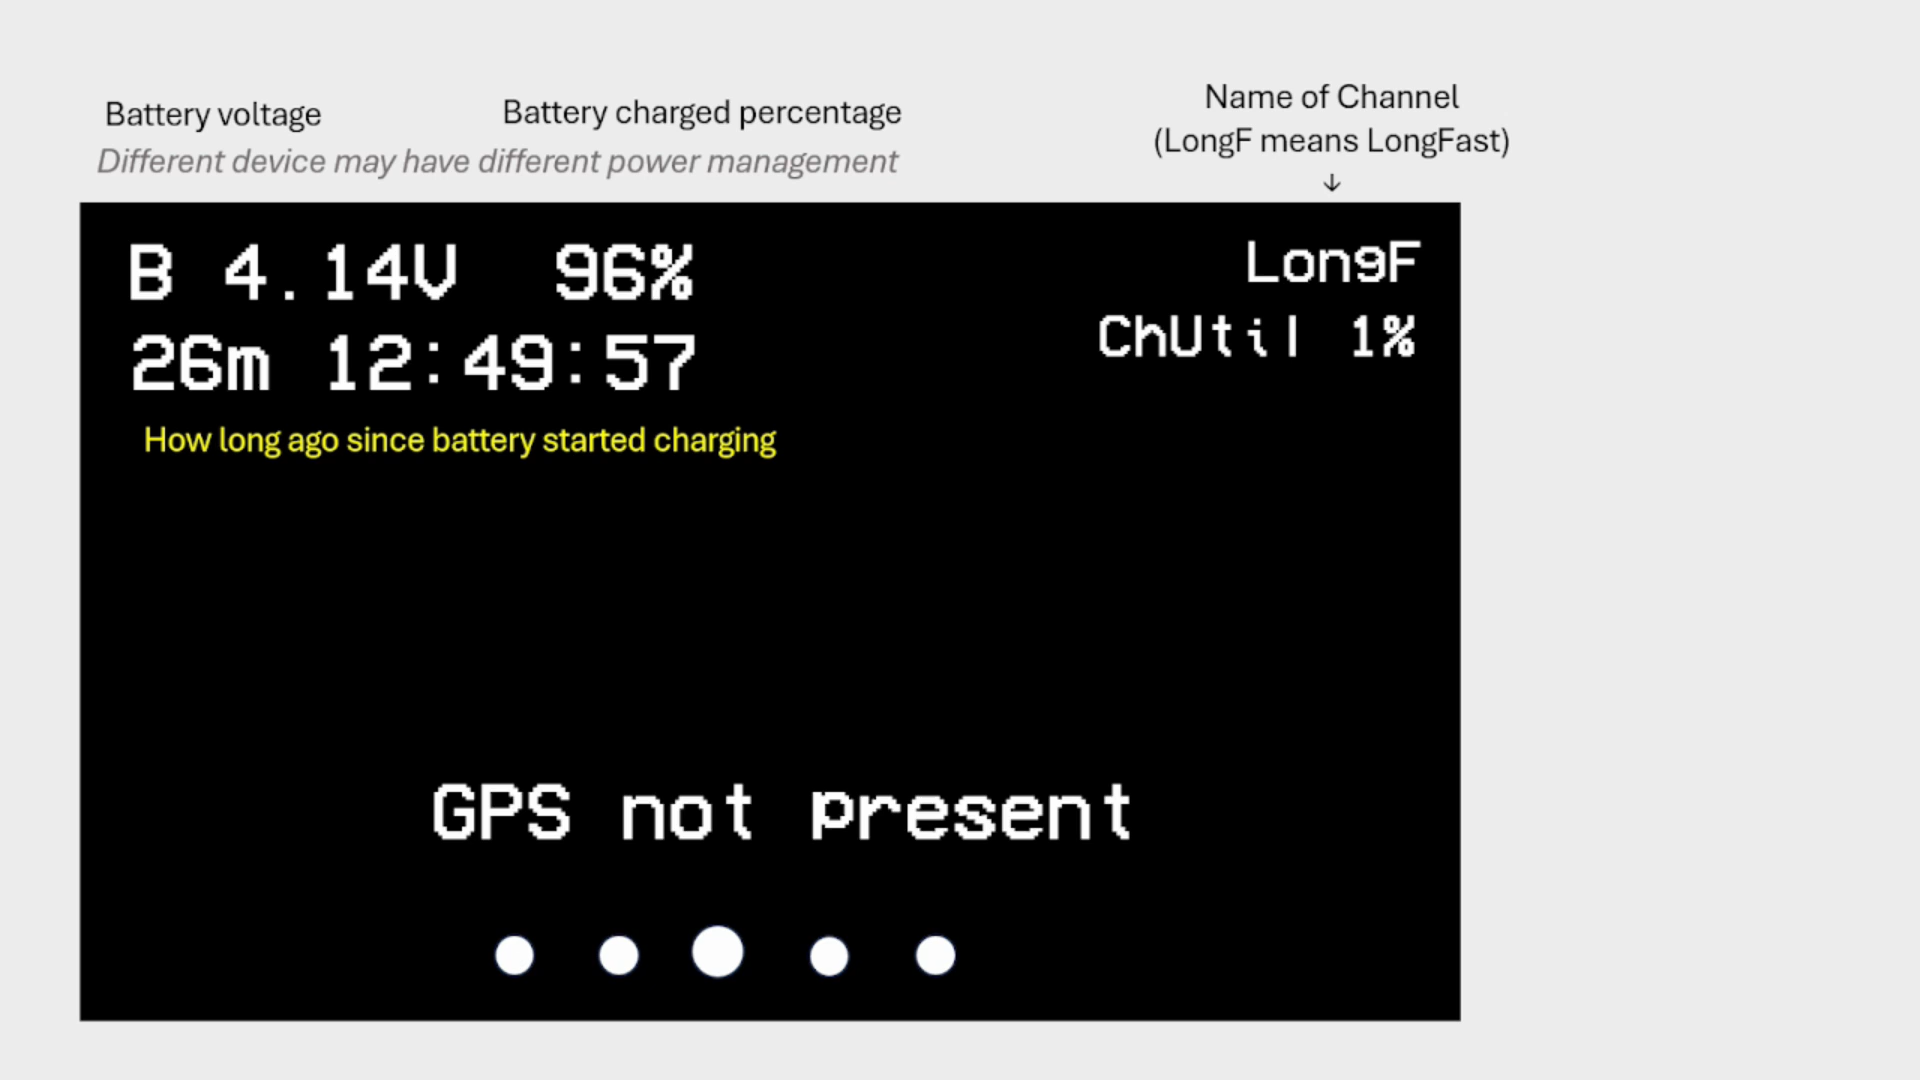 Battery voltage
Battery charged percentage
Different device may have different power management
Name of Channel
(LongF means LongFast)
↓
B 4.14V 96%
LongF
ChUtil 1%
26m 12:49:57
How long ago since battery started charging
GPS not present